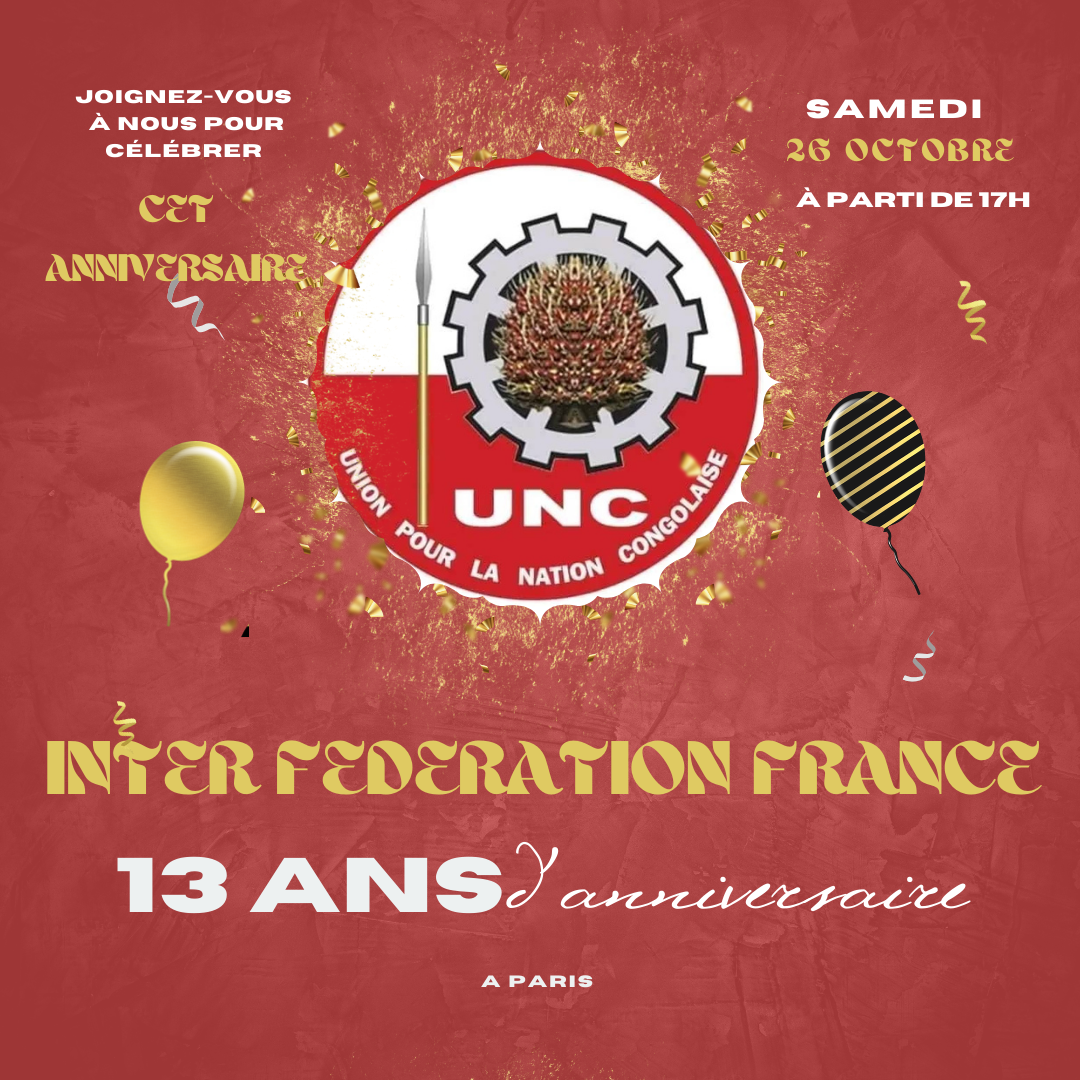 JOIGNEZ-VOUS
À NOUS POUR
CÉLÉBRER
CET
ANNIVERSAIRE
SAMEDI
26 OCTOBRE
À PARTI DE 17H
UNC
UNION POUR LA NATION CONGOLAISE
INTER FEDERATION FRANCE
13 ANS d'anniversaire
A PARIS